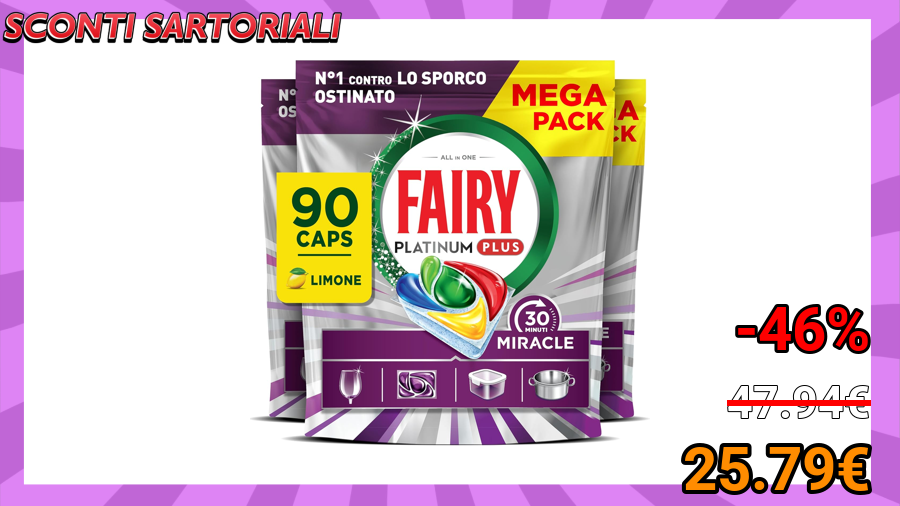 SCONTI SARTORIALI
N°1 CONTRO LO SPORCO
OSTINATO
MEGA
PACK
ALL IN ONE
FAIRY
PLATINUM PLUS
90
CAPS
LIMONE
30
MINUTI
MIRACLE
-46%
47.94€
25.79€